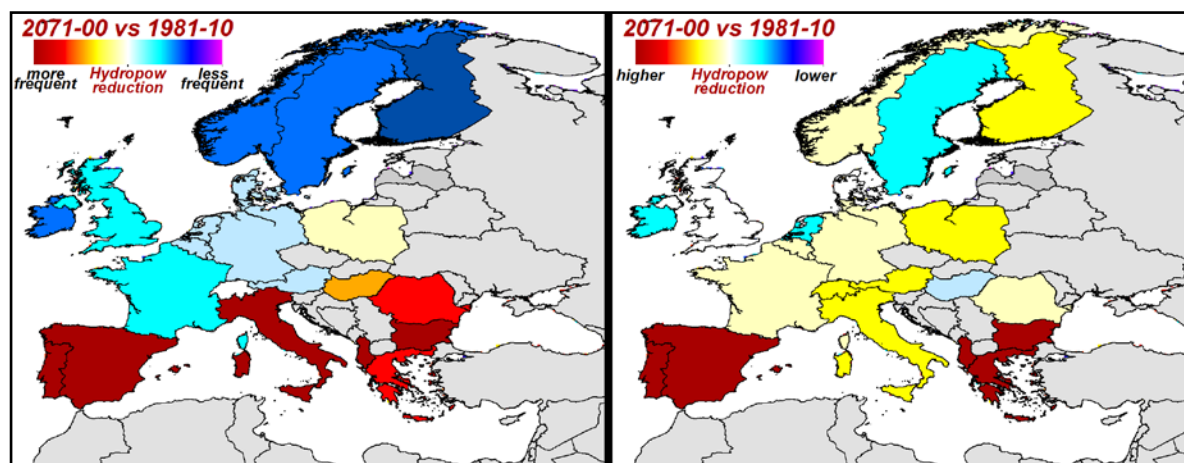 2071-00 vs 1981-10
more Hydropow less
frequent reduction frequent
2071-00 vs 1981-10
higher Hydropow lower
reduction